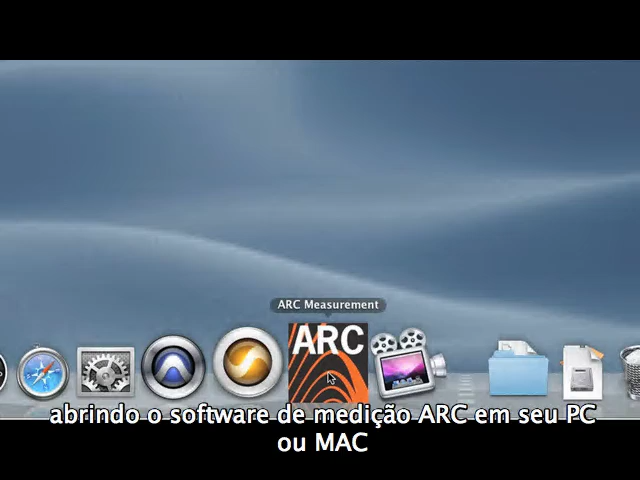 ARC Measurement
ARC
abrindo o software de medição ARC em seu PC
ou MAC